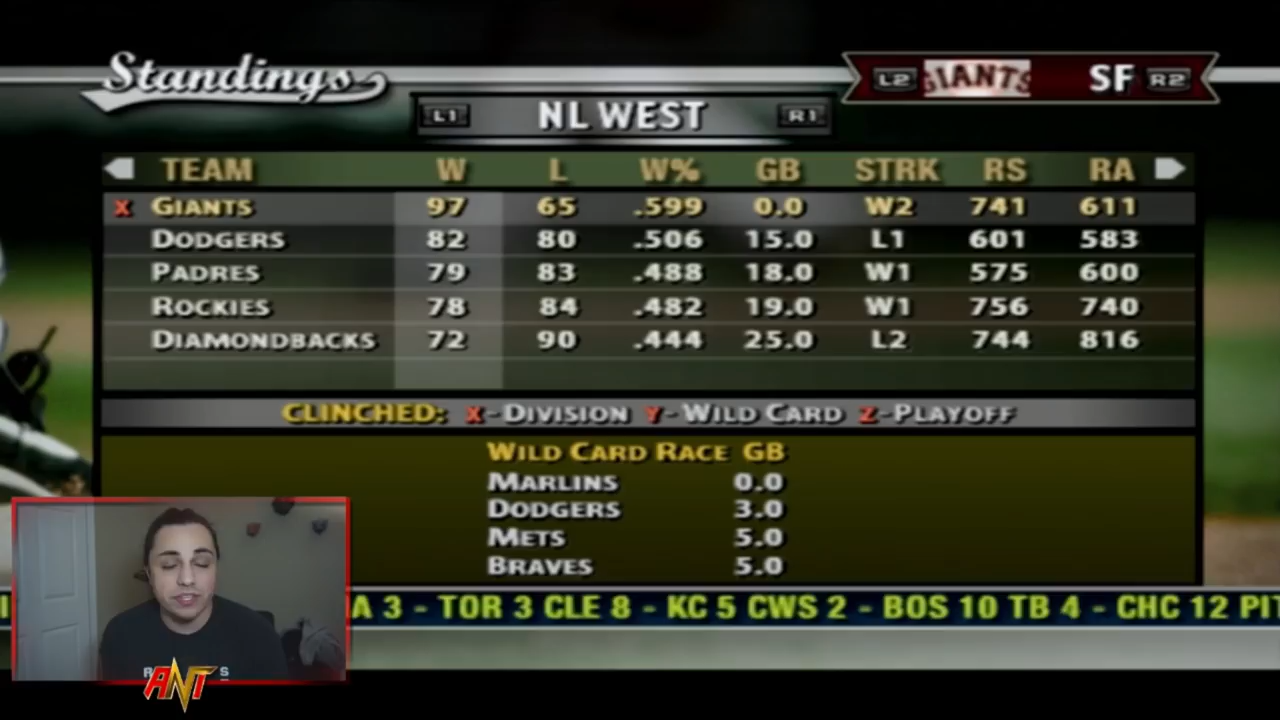 Standings
L2 GIANTS SF R2
L1 NL WEST R1
TEAM W L W% GB STRK RS RA
X GIANTS 97 65 .599 0.0 W2 741 611
DODGERS 82 80 .506 15.0 L1 601 583
PADRES 79 83 .488 18.0 W1 575 600
ROCKIES 78 84 .482 19.0 W1 756 740
DIAMONDBACKS 72 90 .444 25.0 L2 744 816
CLINCHED: X-DIVISION Y-WILD CARD Z-PLAYOFF
WILD CARD RACE GB
MARLINS 0.0
DODGERS 3.0
METS 5.0
BRAVES 5.0
A 3 - TOR 3 CLE 8 - KC 5 CWS 2 - BOS 10 TB 4 - CHC 12 PIT
ANT